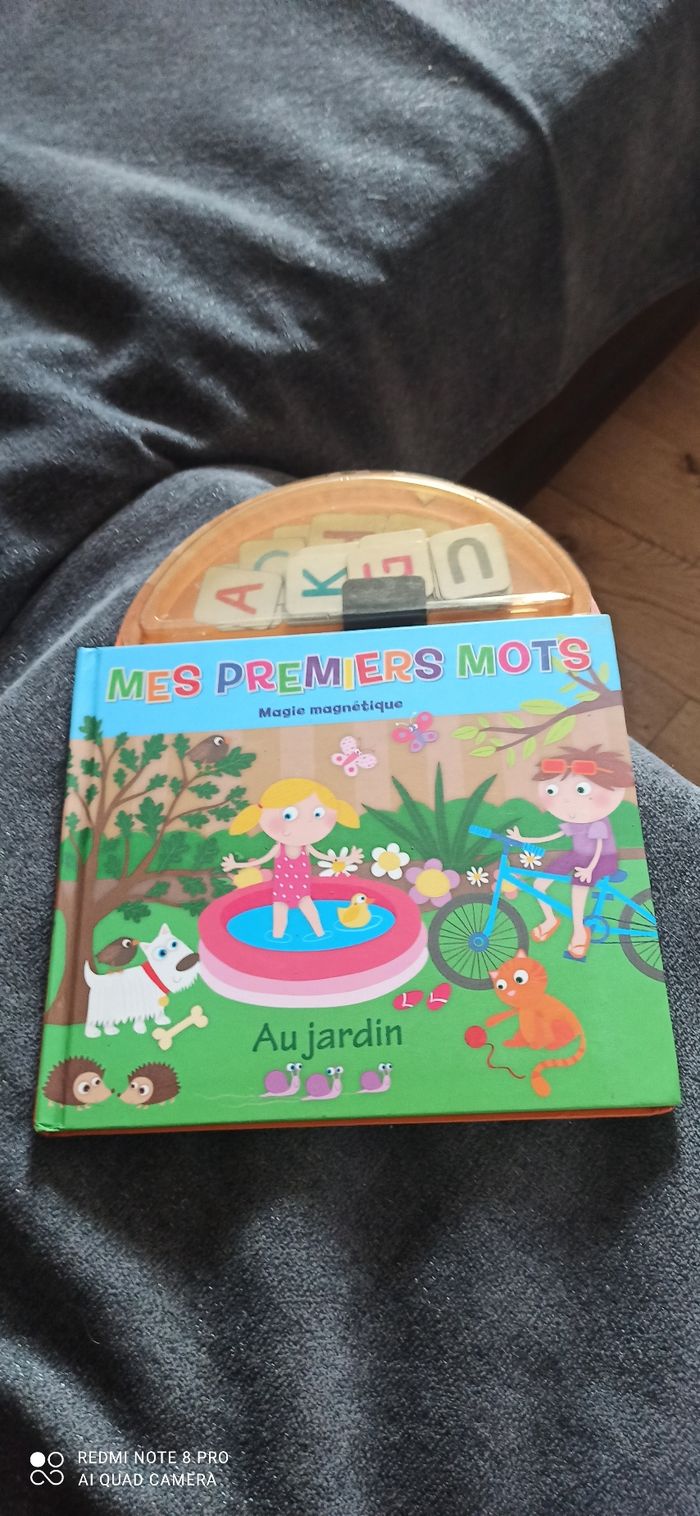 A K G U
MES PREMIERS MOTS
Magie magnétique
Au jardin
REDMI NOTE 8 PRO
AI QUAD CAMERA